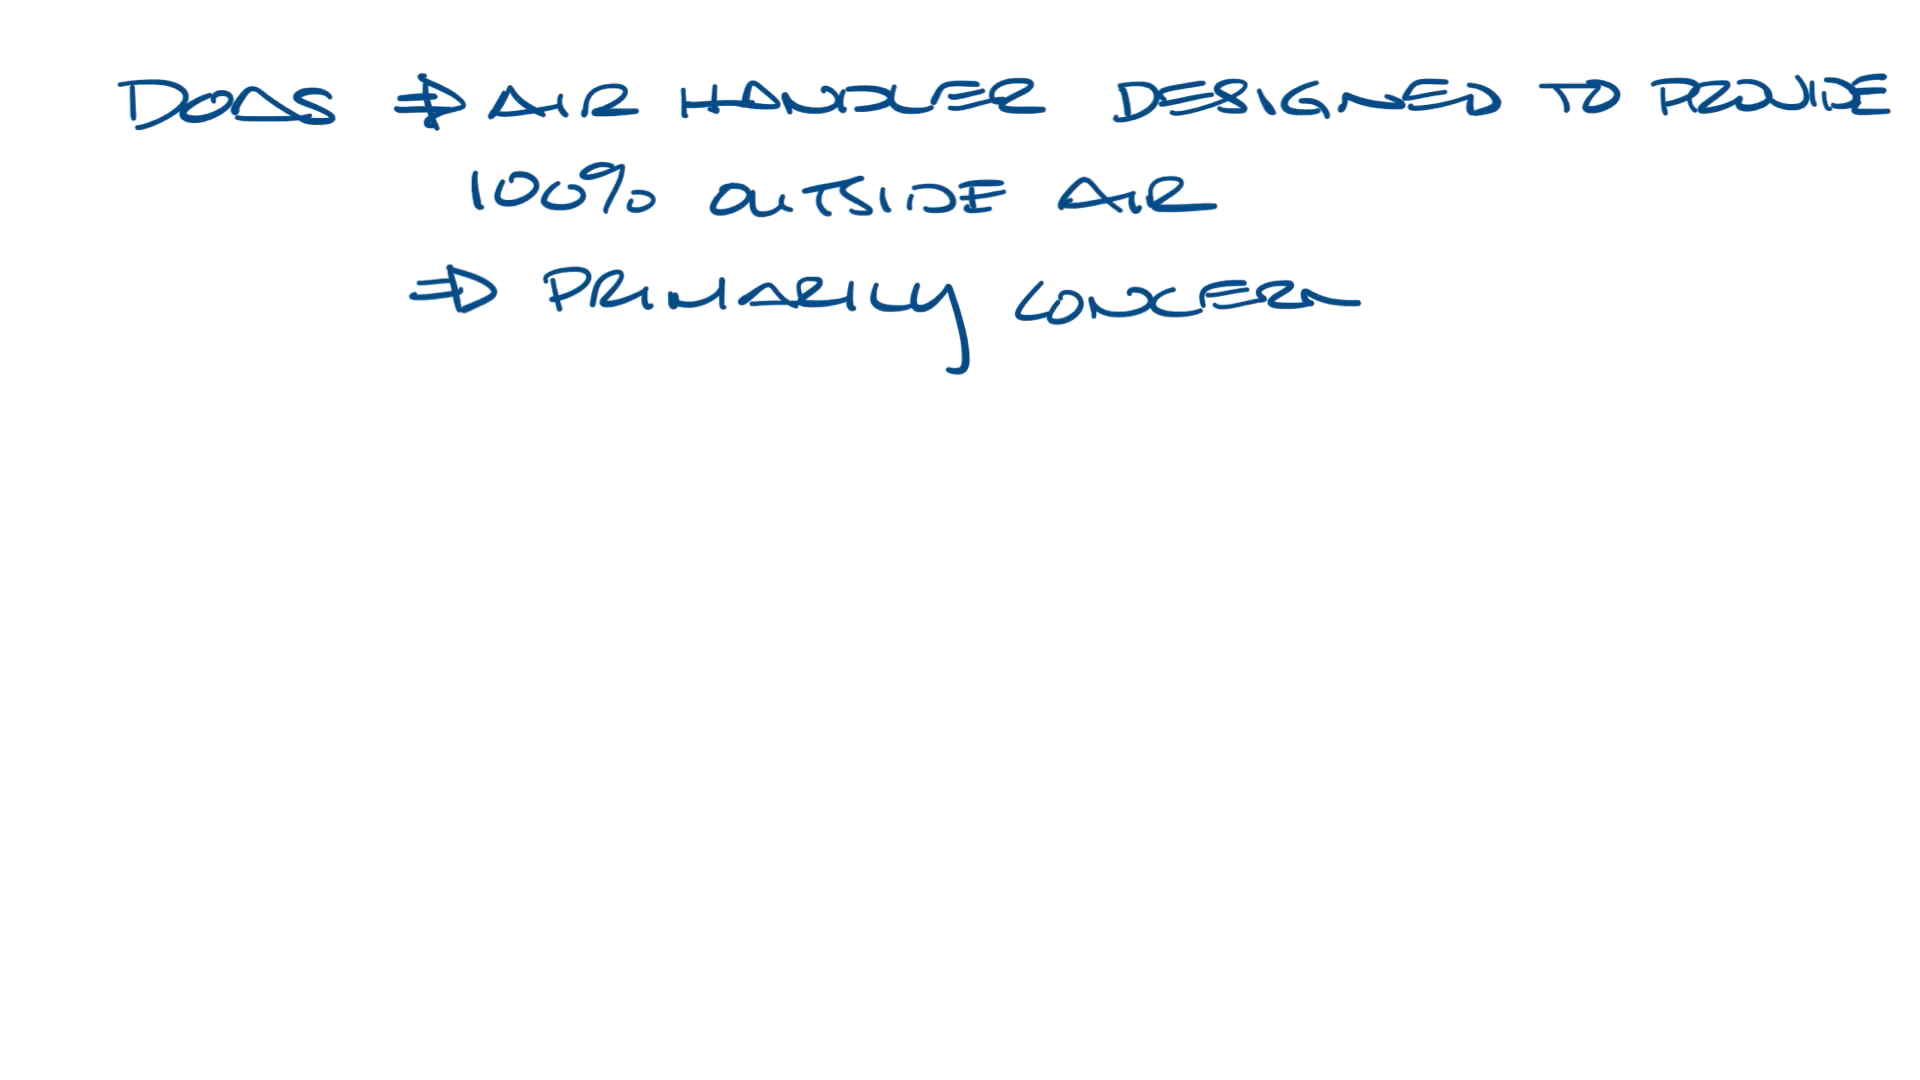 DOAS ⇒ AIR HANDLER DESIGNED TO PROVIDE
100% OUTSIDE AIR
⇒ PRIMARILY CONCERN